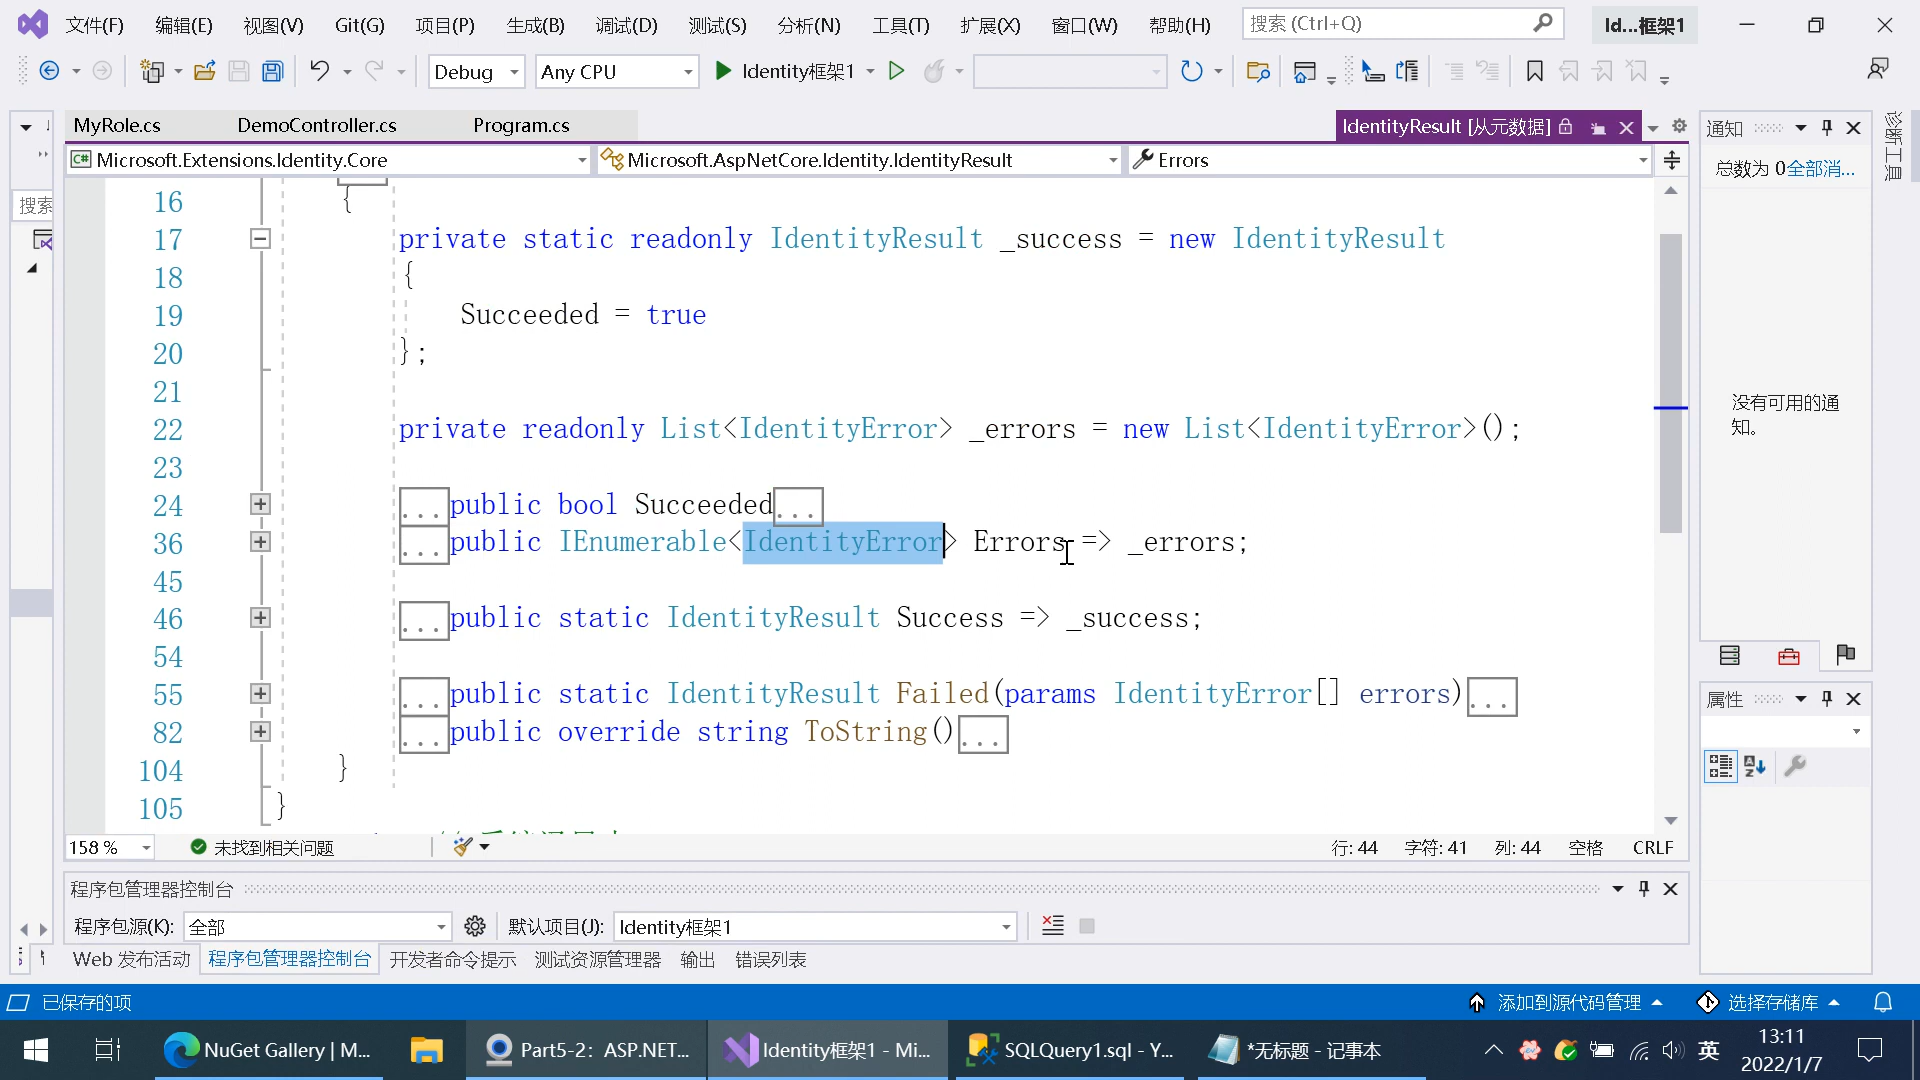 文件(F) 编辑(E) 视图(V) Git(G) 项目(P) 生成(B) 调试(D) 测试(S) 分析(N) 工具(T) 扩展(X) 窗口(W) 帮助(H) 搜索 (Ctrl+Q) Id...框架1
Debug Any CPU Identity框架1
MyRole.cs DemoController.cs Program.cs IdentityResult [从元数据]
Microsoft.Extensions.Identity.Core Microsoft.AspNetCore.Identity.IdentityResult Errors
16 {
17 private static readonly IdentityResult _success = new IdentityResult
18 {
19 Succeeded = true
20 };
21
22 private readonly List<IdentityError> _errors = new List<IdentityError>();
23
24 ...public bool Succeeded...
36 ...public IEnumerable<IdentityError> Errors => _errors;
45
46 ...public static IdentityResult Success => _success;
54
55 ...public static IdentityResult Failed(params IdentityError[] errors)...
82 ...public override string ToString()...
104 }
105 }
158 % 未找到相关问题 行: 44 字符: 41 列: 44 空格 CRLF
程序包管理器控制台
程序包源(K): 全部 默认项目(J): Identity框架1
Web 发布活动 程序包管理器控制台 开发者命令提示 测试资源管理器 输出 错误列表
搜索
通知
总数为 0全部消...
没有可用的通
知。
属性
诊断工具
已保存的项 添加到源代码管理 选择存储库
NuGet Gallery | M... Part5-2：ASP.NET... Identity框架1 - Mi... SQLQuery1.sql - Y... *无标题 - 记事本 英 13:11
2022/1/7